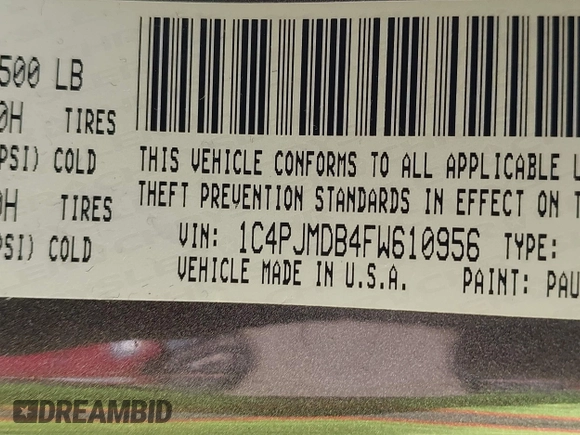 500 LB
0H TIRES
PSI) COLD
0H TIRES
PSI) COLD
THIS VEHICLE CONFORMS TO ALL APPLICABLE
THEFT PREVENTION STANDARDS IN EFFECT ON
VIN: 1C4PJMDB4FW610956 TYPE:
VEHICLE MADE IN U.S.A. PAINT: PAU
DREAMBID